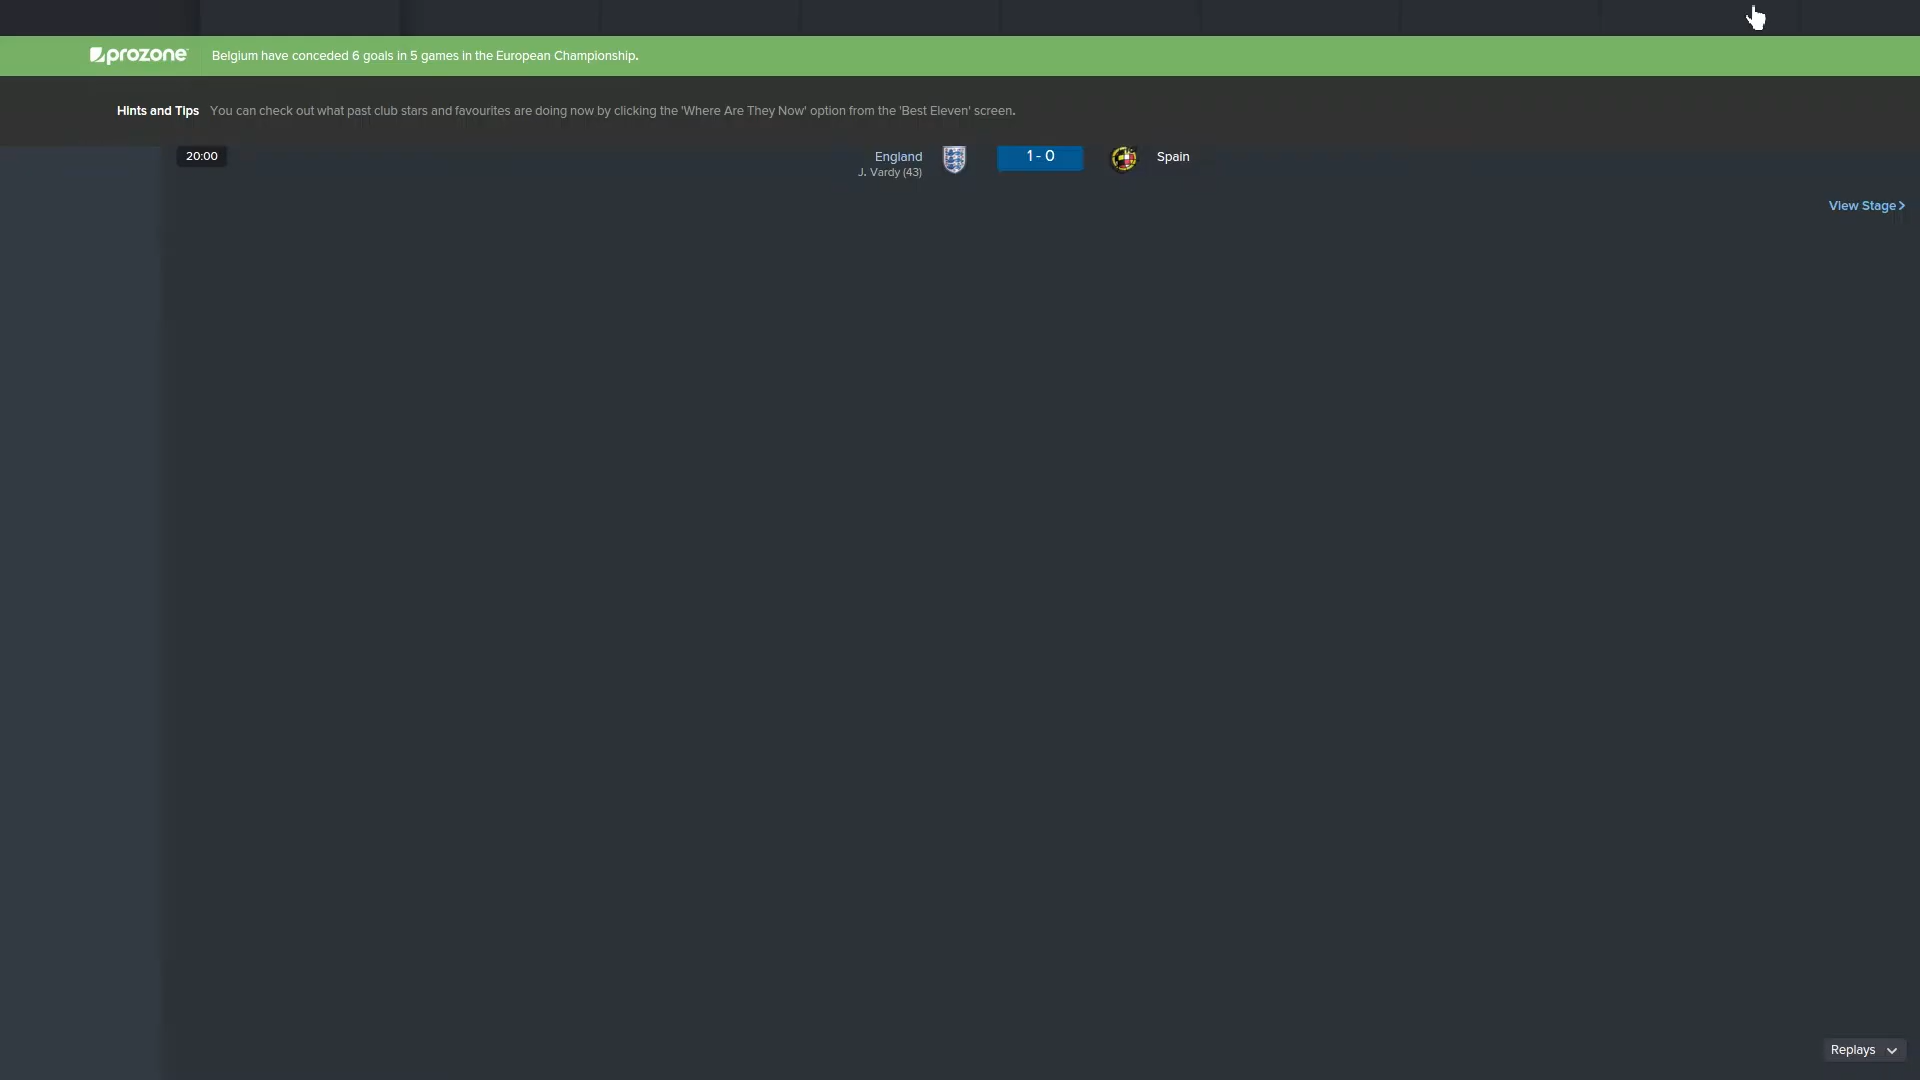 prozone
Belgium have conceded 6 goals in 5 games in the European Championship.
Hints and Tips You can check out what past club stars and favourites are doing now by clicking the 'Where Are They Now' option from the 'Best Eleven' screen.
20:00 England 1 - 0 Spain
J. Vardy (43)
View Stage
Replays